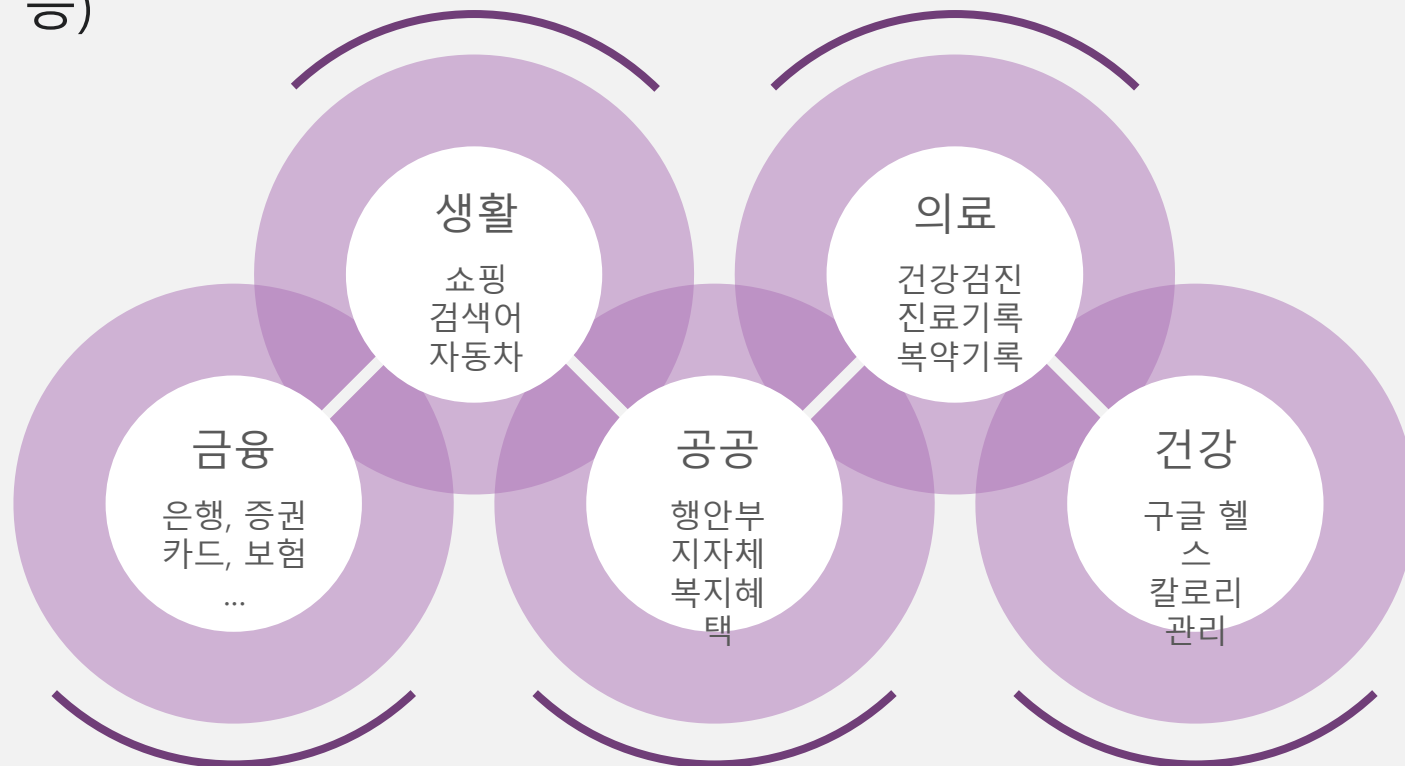 생활
쇼핑
검색어
자동차
의료
건강검진
진료기록
복약기록
금융
은행, 증권
카드, 보험
...
공공
행안부
지자체
복지혜
택
건강
구글 헬
스
칼로리
관리